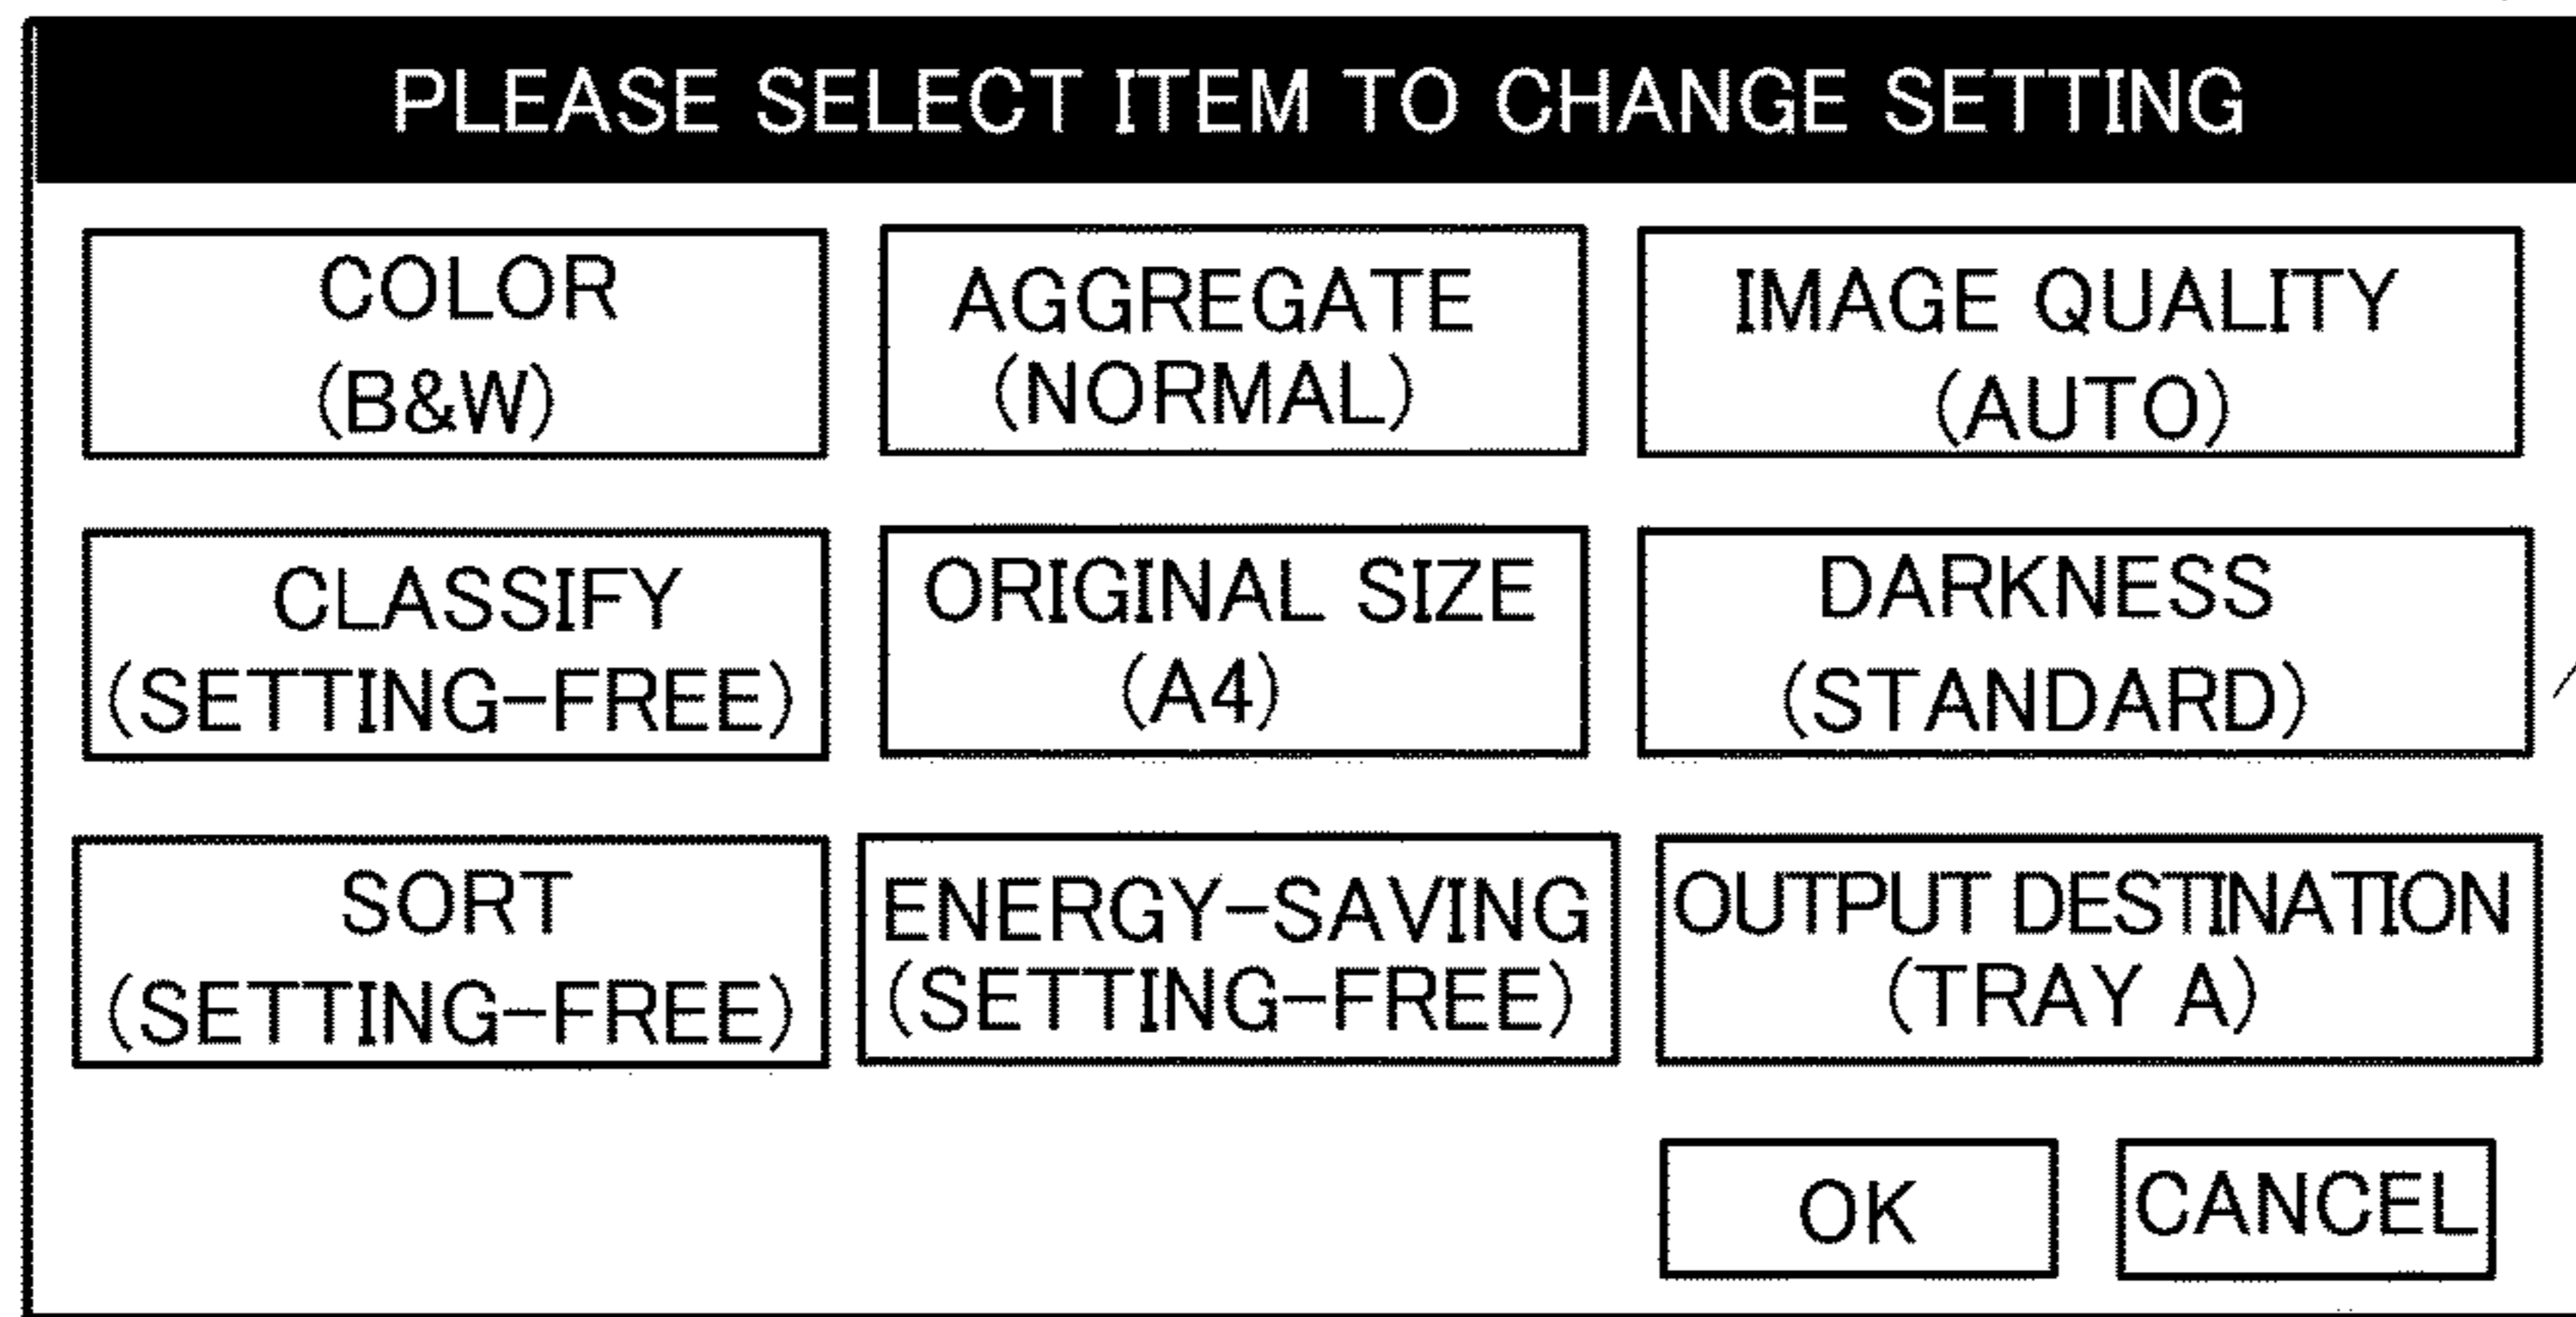 PLEASE SELECT ITEM TO CHANGE SETTING
COLOR
(B&W)
AGGREGATE
(NORMAL)
IMAGE QUALITY
(AUTO)
CLASSIFY
(SETTING-FREE)
ORIGINAL SIZE
(A4)
DARKNESS
(STANDARD)
SORT
(SETTING-FREE)
ENERGY-SAVING
(SETTING-FREE)
OUTPUT DESTINATION
(TRAY A)
OK
CANCEL